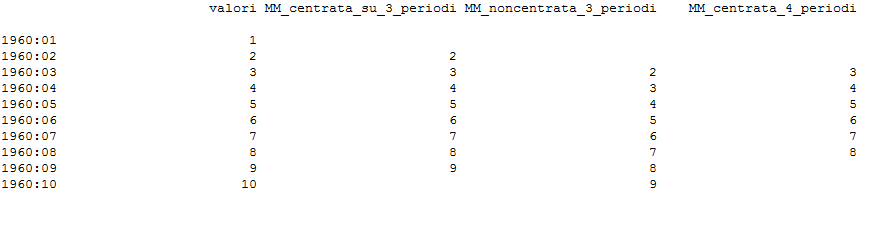 valori MM_centrata_su_3_periodi MM_noncentrata_3_periodi MM_centrata_4_periodi
1960:01 1
1960:02 2 2
1960:03 3 3 2 3
1960:04 4 4 3 4
1960:05 5 5 4 5
1960:06 6 6 5 6
1960:07 7 7 6 7
1960:08 8 8 7 8
1960:09 9 9 8
1960:10 10 9